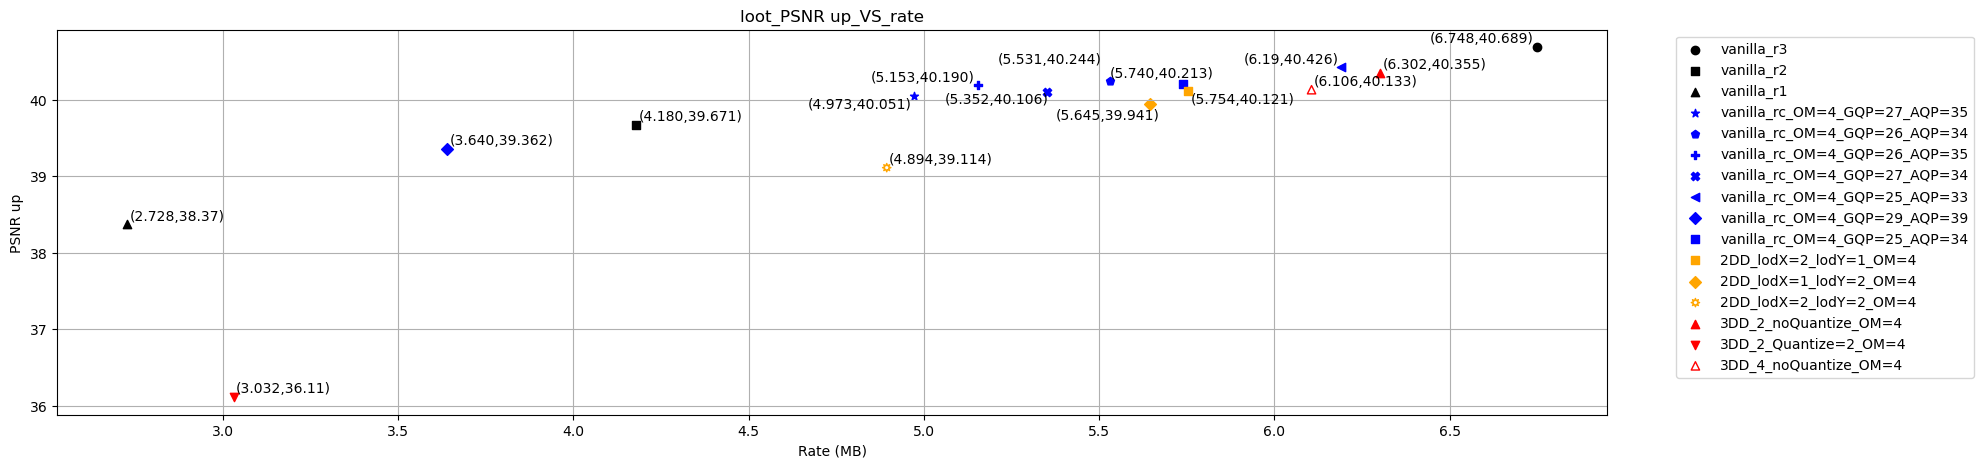 loot_PSNR up_VS_rate
(6.748,40.689)
(5.531,40.244)
(6.19,40.426)
(6.302,40.355)
(5.153,40.190)
(5.740,40.213)
(6.106,40.133)
(4.973,40.051)
(5.352,40.106)
(5.754,40.121)
(4.180,39.671)
(5.645,39.941)
(3.640,39.362)
(4.894,39.114)
(2.728,38.37)
(3.032,36.11)
PSNR up
40
39
38
37
36
3.0 3.5 4.0 4.5 5.0 5.5 6.0 6.5
Rate (MB)
vanilla_r3
vanilla_r2
vanilla_r1
vanilla_rc_OM=4_GQP=27_AQP=35
vanilla_rc_OM=4_GQP=26_AQP=34
vanilla_rc_OM=4_GQP=26_AQP=35
vanilla_rc_OM=4_GQP=27_AQP=34
vanilla_rc_OM=4_GQP=25_AQP=33
vanilla_rc_OM=4_GQP=29_AQP=39
vanilla_rc_OM=4_GQP=25_AQP=34
2DD_lodX=2_lodY=1_OM=4
2DD_lodX=1_lodY=2_OM=4
2DD_lodX=2_lodY=2_OM=4
3DD_2_noQuantize_OM=4
3DD_2_Quantize=2_OM=4
3DD_4_noQuantize_OM=4